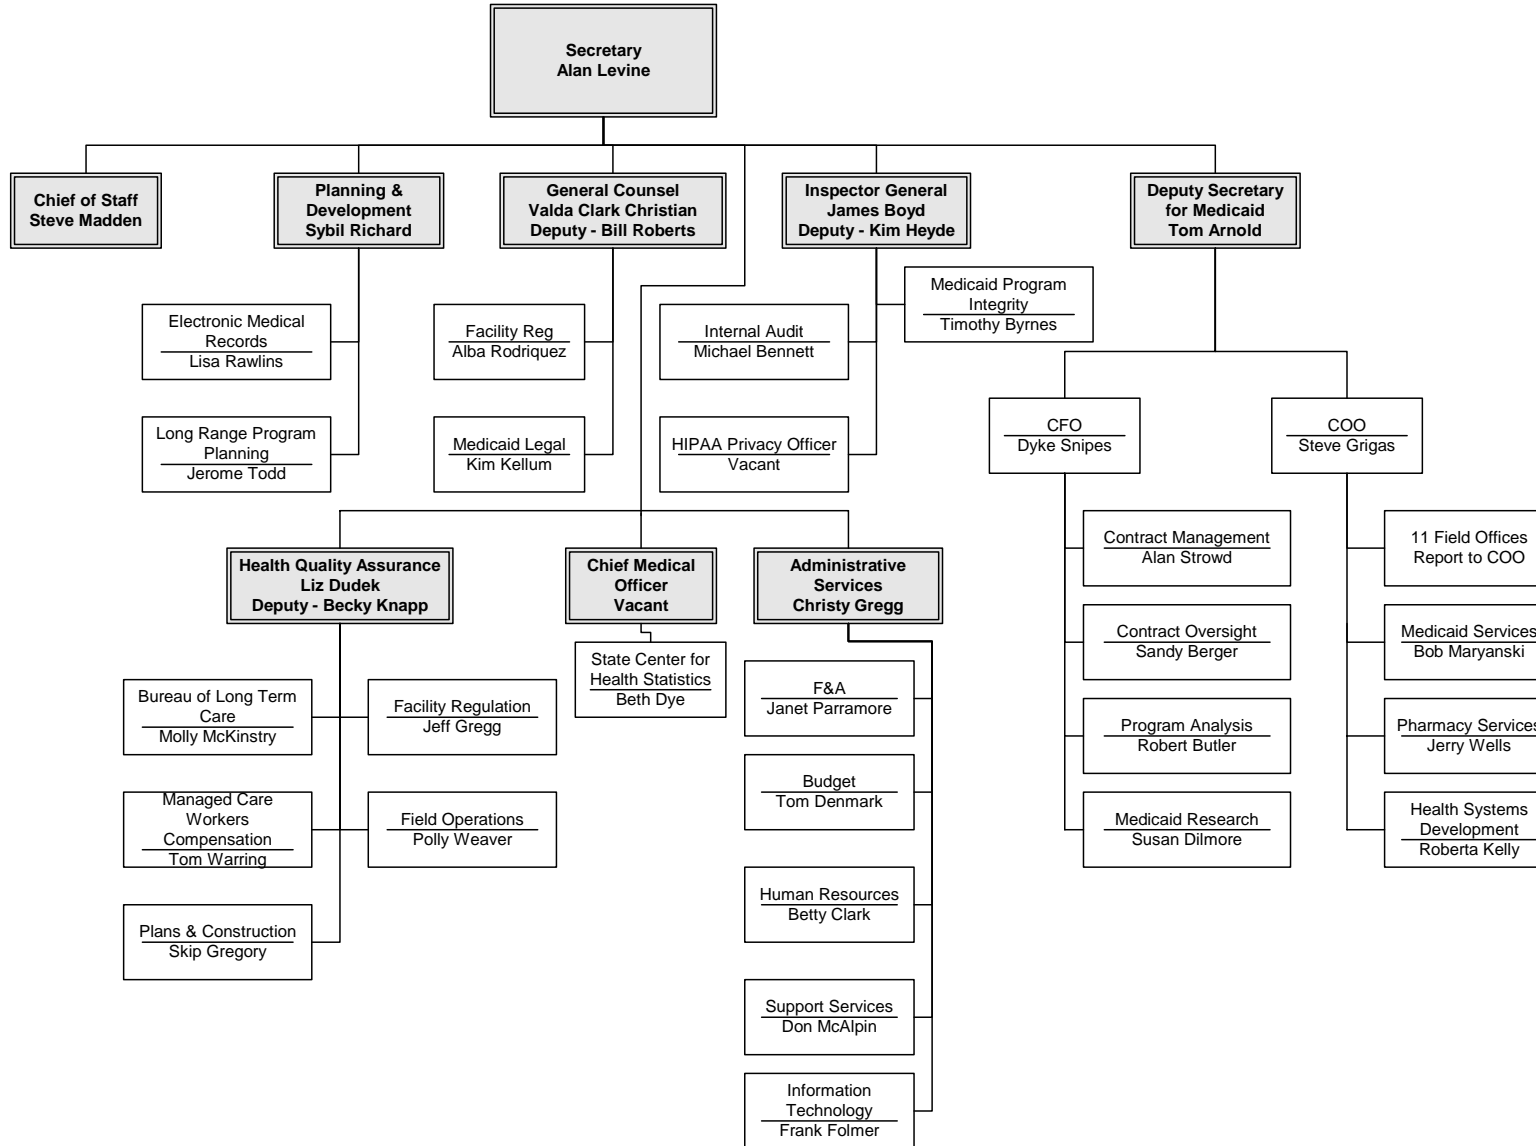 Secretary
Alan Levine
Chief of Staff
Steve Madden
Planning &
Development
Sybil Richard
General Counsel
Valda Clark Christian
Deputy - Bill Roberts
Inspector General
James Boyd
Deputy - Kim Heyde
Deputy Secretary
for Medicaid
Tom Arnold
Electronic Medical
Records
Lisa Rawlins
Long Range Program
Planning
Jerome Todd
Facility Reg
Alba Rodriquez
Medicaid Legal
Kim Kellum
Internal Audit
Michael Bennett
HIPAA Privacy Officer
Vacant
Medicaid Program
Integrity
Timothy Byrnes
CFO
Dyke Snipes
COO
Steve Grigas
Contract Management
Alan Strowd
Contract Oversight
Sandy Berger
Program Analysis
Robert Butler
Medicaid Research
Susan Dilmore
11 Field Offices
Report to COO
Medicaid Services
Bob Maryanski
Pharmacy Services
Jerry Wells
Health Systems
Development
Roberta Kelly
Health Quality Assurance
Liz Dudek
Deputy - Becky Knapp
Chief Medical
Officer
Vacant
Administrative
Services
Christy Gregg
Bureau of Long Term
Care
Molly McKinstry
Facility Regulation
Jeff Gregg
Managed Care
Workers
Compensation
Tom Warring
Field Operations
Polly Weaver
Plans & Construction
Skip Gregory
State Center for
Health Statistics
Beth Dye
F&A
Janet Parramore
Budget
Tom Denmark
Human Resources
Betty Clark
Support Services
Don McAlpin
Information
Technology
Frank Folmer